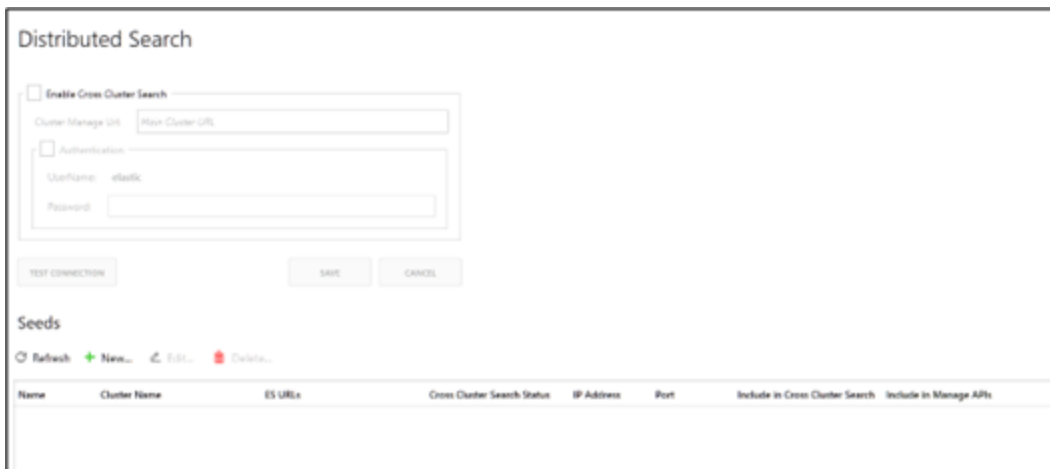 Distributed Search
Enable Cross Cluster Search
Cluster Manage Url: Main Cluster URL
Authentication
UserName: elastic
Password:
TEST CONNECTION SAVE CANCEL
Seeds
Refresh New... Edit... Delete...
Name Cluster Name ES URLs Cross Cluster Search Status IP Address Port Include in Cross Cluster Search Include in Manage APIs